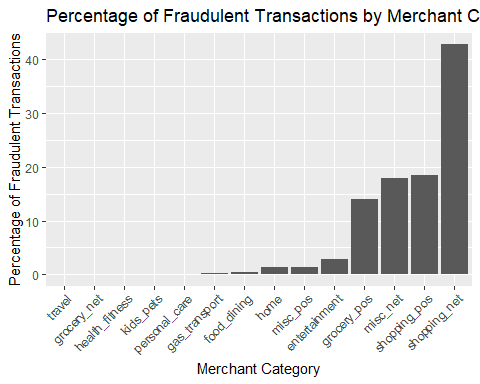 Percentage of Fraudulent Transactions by Merchant C
Percentage of Fraudulent Transactions
40
30
20
10
0
travel
grocery_net
health_fitness
kids_pets
personal_care
gas_transport
food_dining
home
misc_pos
entertainment
grocery_pos
misc_net
shopping_pos
shopping_net
Merchant Category